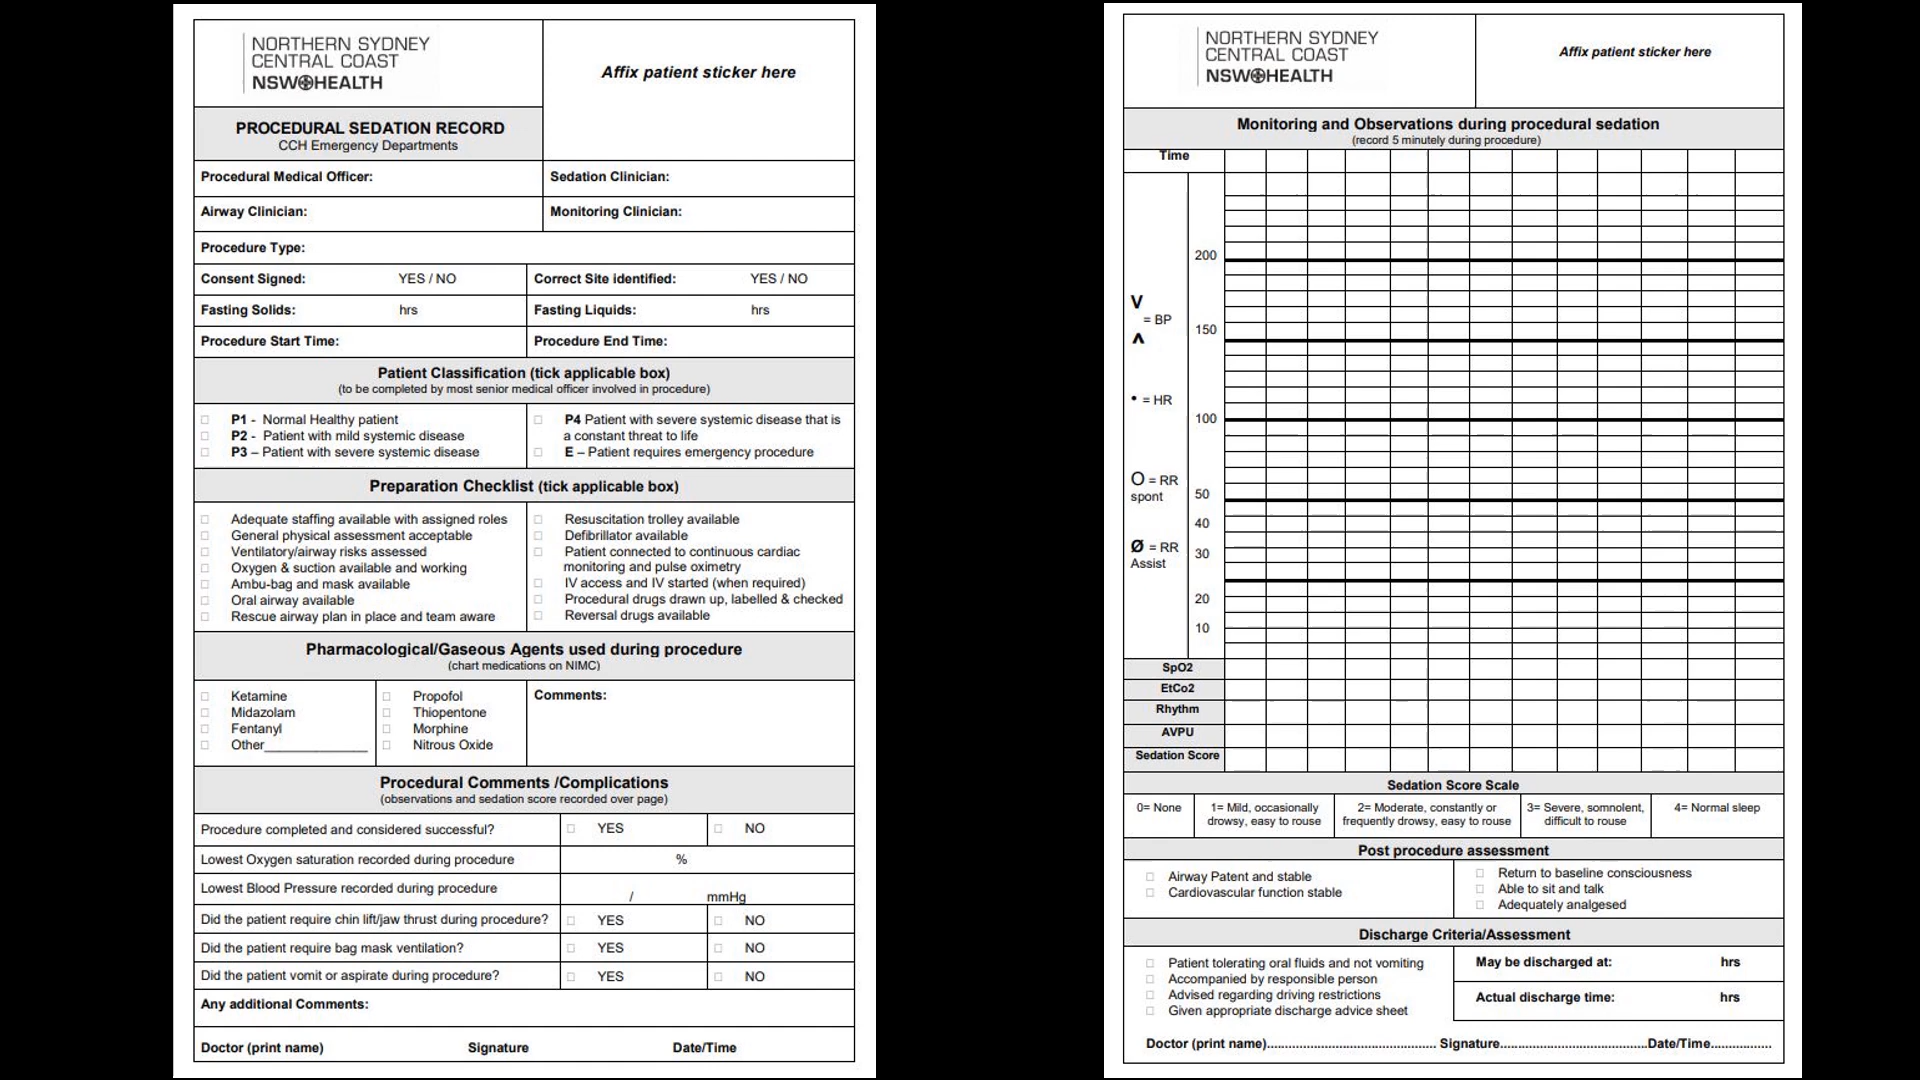 NORTHERN SYDNEY
CENTRAL COAST
NSW HEALTH
Affix patient sticker here
PROCEDURAL SEDATION RECORD
CCH Emergency Departments
Procedural Medical Officer:
Sedation Clinician:
Airway Clinician:
Monitoring Clinician:
Procedure Type:
Consent Signed: YES / NO
Correct Site identified: YES / NO
Fasting Solids: hrs
Fasting Liquids: hrs
Procedure Start Time:
Procedure End Time:
Patient Classification (tick applicable box)
(to be completed by most senior medical officer involved in procedure)
P1 - Normal Healthy patient
P2 - Patient with mild systemic disease
P3 – Patient with severe systemic disease
P4 Patient with severe systemic disease that is
a constant threat to life
E – Patient requires emergency procedure
Preparation Checklist (tick applicable box)
Adequate staffing available with assigned roles
General physical assessment acceptable
Ventilatory/airway risks assessed
Oxygen & suction available and working
Ambu-bag and mask available
Oral airway available
Rescue airway plan in place and team aware
Resuscitation trolley available
Defibrillator available
Patient connected to continuous cardiac
monitoring and pulse oximetry
IV access and IV started (when required)
Procedural drugs drawn up, labelled & checked
Reversal drugs available
Pharmacological/Gaseous Agents used during procedure
(chart medications on NIMC)
Ketamine
Midazolam
Fentanyl
Other_______________
Propofol
Thiopentone
Morphine
Nitrous Oxide
Comments:
Procedural Comments /Complications
(observations and sedation score recorded over page)
Procedure completed and considered successful? YES NO
Lowest Oxygen saturation recorded during procedure %
Lowest Blood Pressure recorded during procedure / mmHg
Did the patient require chin lift/jaw thrust during procedure? YES NO
Did the patient require bag mask ventilation? YES NO
Did the patient vomit or aspirate during procedure? YES NO
Any additional Comments:
Doctor (print name) Signature Date/Time
NORTHERN SYDNEY
CENTRAL COAST
NSW HEALTH
Affix patient sticker here
Monitoring and Observations during procedural sedation
(record 5 minutely during procedure)
Time
200
V
= BP
150
ʌ
• = HR
100
O = RR
spont
50
40
Ø = RR
30
Assist
20
10
SpO2
EtCo2
Rhythm
AVPU
Sedation Score
Sedation Score Scale
0= None
1= Mild, occasionally
drowsy, easy to rouse
2= Moderate, constantly or
frequently drowsy, easy to rouse
3= Severe, somnolent,
difficult to rouse
4= Normal sleep
Post procedure assessment
Airway Patent and stable
Cardiovascular function stable
Return to baseline consciousness
Able to sit and talk
Adequately analgesed
Discharge Criteria/Assessment
Patient tolerating oral fluids and not vomiting
Accompanied by responsible person
Advised regarding driving restrictions
Given appropriate discharge advice sheet
May be discharged at: hrs
Actual discharge time: hrs
Doctor (print name)............................................. Signature.......................................Date/Time................